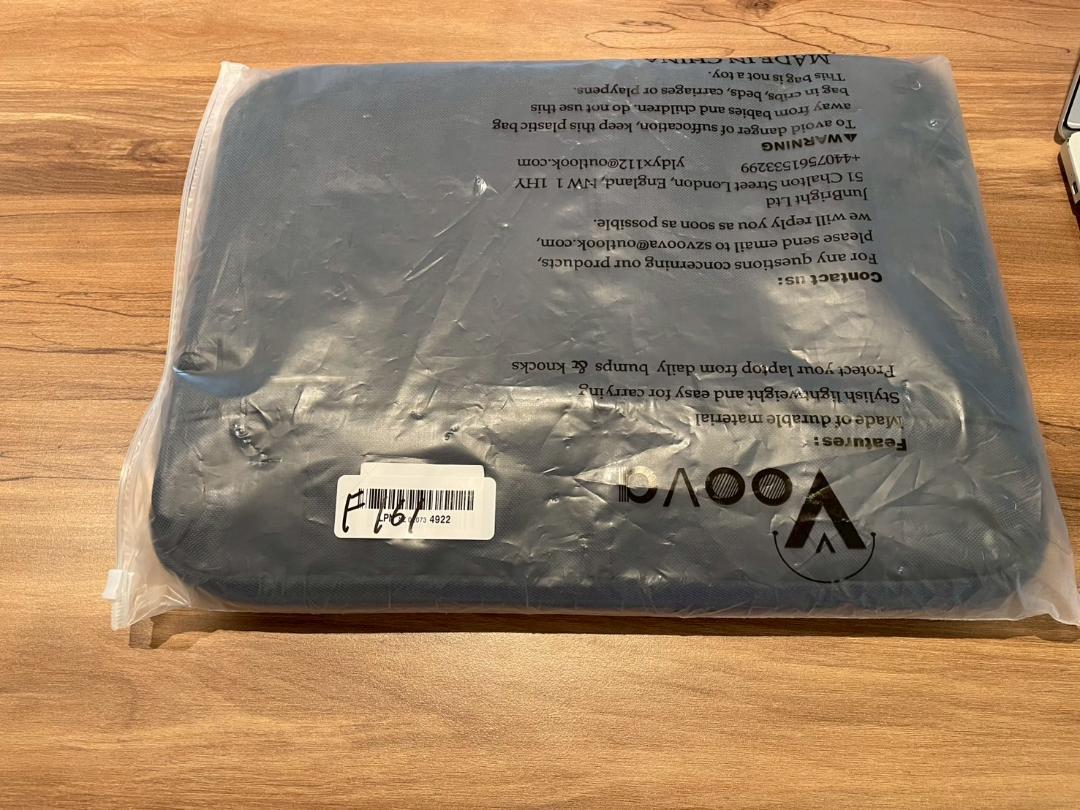 Voova
Features:
Made of durable material
Stylish lightweight and easy for carrying
Protect your laptop from daily bumps & knocks
Contact us:
For any questions concerning our products,
please send email to szvoova@outlook.com,
we will reply you as soon as possible.
JunBright Ltd
51 Chalton Street London, England, NW1 1HY
+447561533299 yldyx112@outlook.com
⚠WARNING
To avoid danger of suffocation, keep this plastic bag
away from babies and children. do not use this
bag in cribs, beds, carriages or playpens.
This bag is not a toy.
MADE IN CHINA
4922